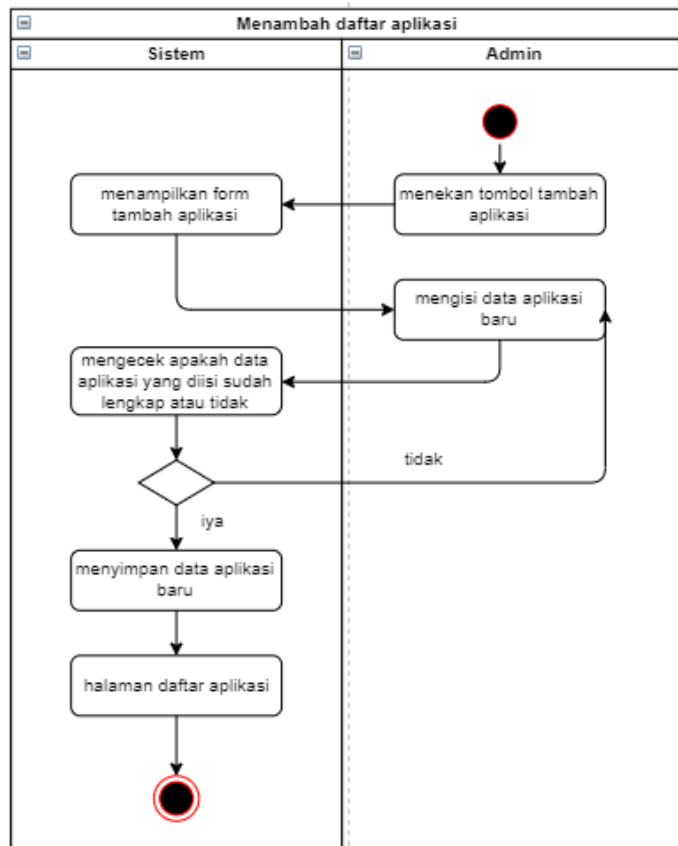 Menambah daftar aplikasi
Sistem
Admin
menekan tombol tambah
aplikasi
menampilkan form
tambah aplikasi
mengisi data aplikasi
baru
mengecek apakah data
aplikasi yang diisi sudah
lengkap atau tidak
tidak
iya
menyimpan data aplikasi
baru
halaman daftar aplikasi